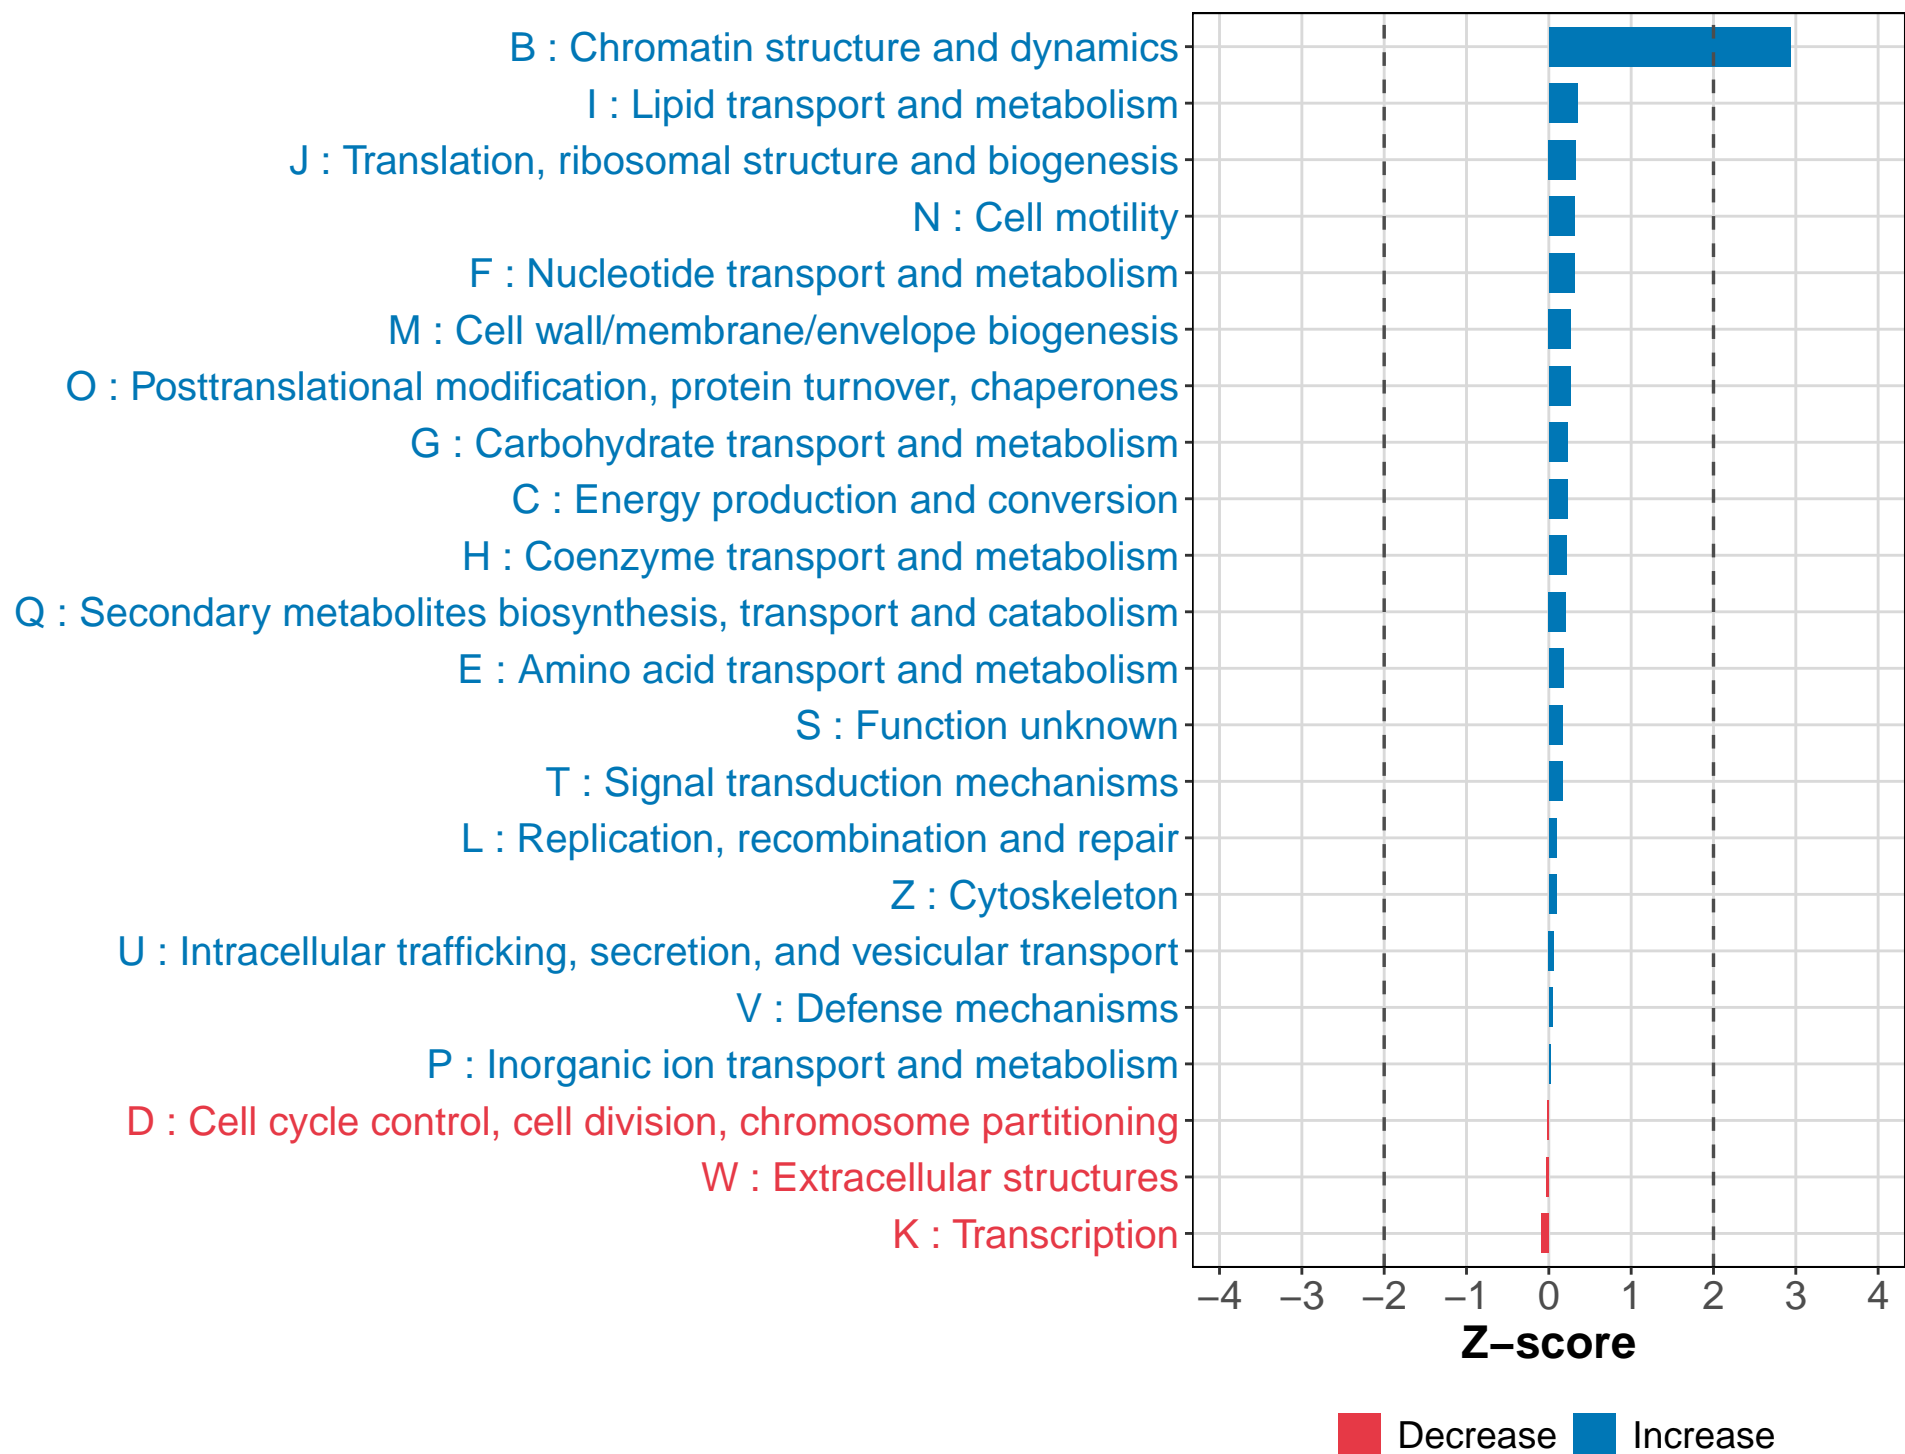 B : Chromatin structure and dynamics
I : Lipid transport and metabolism
J : Translation, ribosomal structure and biogenesis
N : Cell motility
F : Nucleotide transport and metabolism
M : Cell wall/membrane/envelope biogenesis
O : Posttranslational modification, protein turnover, chaperones
G : Carbohydrate transport and metabolism
C : Energy production and conversion
H : Coenzyme transport and metabolism
Q : Secondary metabolites biosynthesis, transport and catabolism
E : Amino acid transport and metabolism
S : Function unknown
T : Signal transduction mechanisms
L : Replication, recombination and repair
Z : Cytoskeleton
U : Intracellular trafficking, secretion, and vesicular transport
V : Defense mechanisms
P : Inorganic ion transport and metabolism
D : Cell cycle control, cell division, chromosome partitioning
W : Extracellular structures
K : Transcription
−4 −3 −2 −1 0 1 2 3 4
Z−score
Decrease Increase